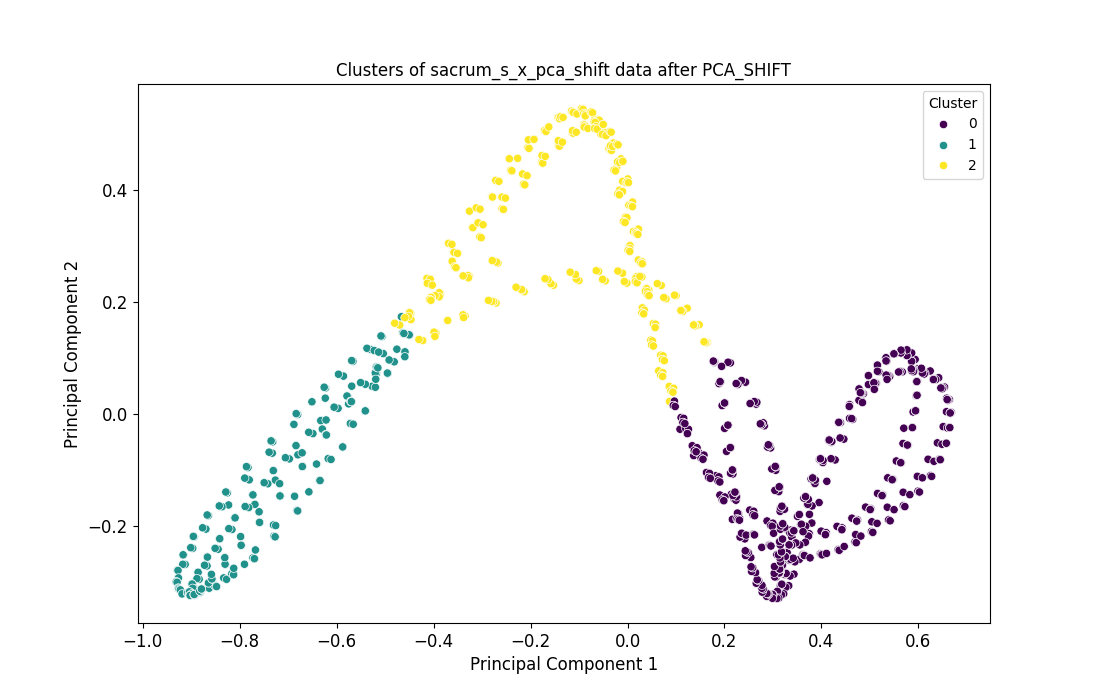 Clusters of sacrum_s_x_pca_shift data after PCA_SHIFT
Cluster
0
1
2
Principal Component 2
0.4
0.2
0.0
−0.2
−1.0 −0.8 −0.6 −0.4 −0.2 0.0 0.2 0.4 0.6
Principal Component 1